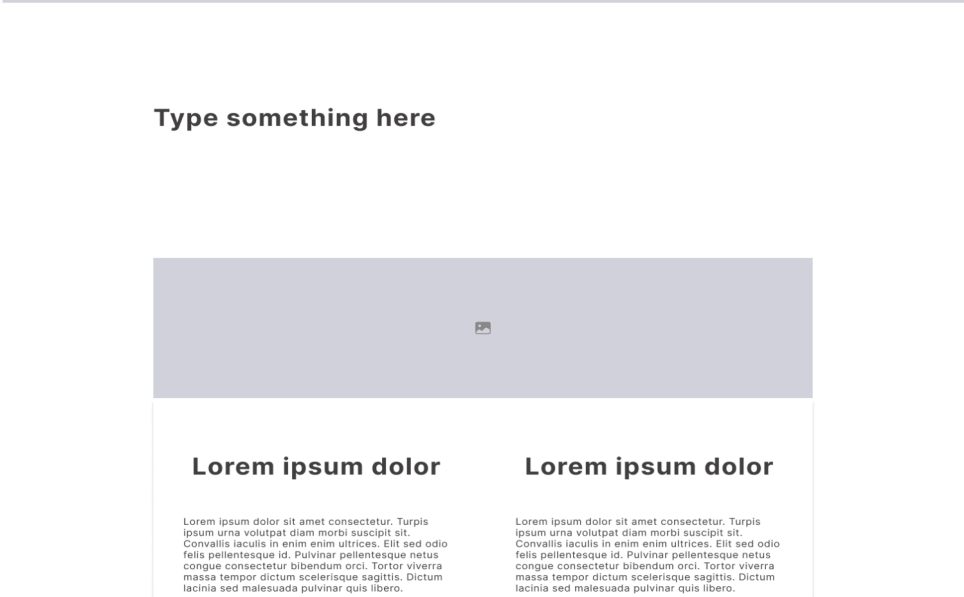 Type something here
Lorem ipsum dolor
Lorem ipsum dolor sit amet consectetur. Turpis
ipsum urna volutpat diam morbi suscipit sit.
Convallis iaculis in enim enim ultrices. Elit sed odio
felis pellentesque id. Pulvinar pellentesque netus
congue consectetur bibendum orci. Tortor viverra
massa tempor dictum scelerisque sagittis. Dictum
lacinia sed malesuada pulvinar quis libero.
Lorem ipsum dolor
Lorem ipsum dolor sit amet consectetur. Turpis
ipsum urna volutpat diam morbi suscipit sit.
Convallis iaculis in enim enim ultrices. Elit sed odio
felis pellentesque id. Pulvinar pellentesque netus
congue consectetur bibendum orci. Tortor viverra
massa tempor dictum scelerisque sagittis. Dictum
lacinia sed malesuada pulvinar quis libero.